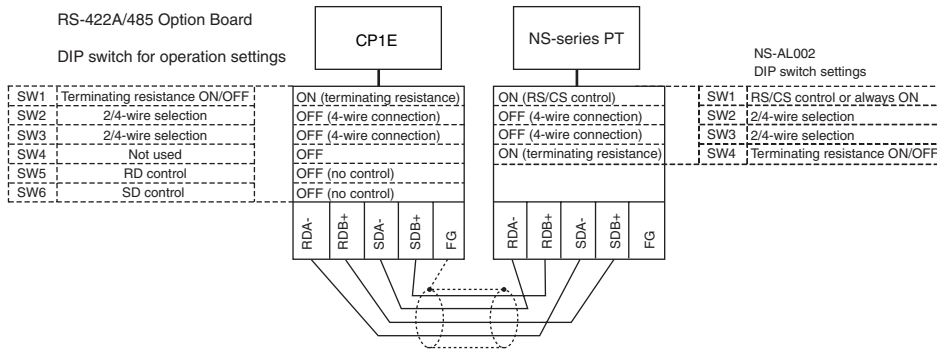 RS-422A/485 Option Board
DIP switch for operation settings
CP1E
NS-series PT
NS-AL002
DIP switch settings
SW1 Terminating resistance ON/OFF ON (terminating resistance) ON (RS/CS control) SW1 RS/CS control or always ON
SW2 2/4-wire selection OFF (4-wire connection) OFF (4-wire connection) SW2 2/4-wire selection
SW3 2/4-wire selection OFF (4-wire connection) OFF (4-wire connection) SW3 2/4-wire selection
SW4 Not used OFF ON (terminating resistance) SW4 Terminating resistance ON/OFF
SW5 RD control OFF (no control)
SW6 SD control OFF (no control)
RDA- RDB+ SDA- SDB+ FG RDA- RDB+ SDA- SDB+ FG